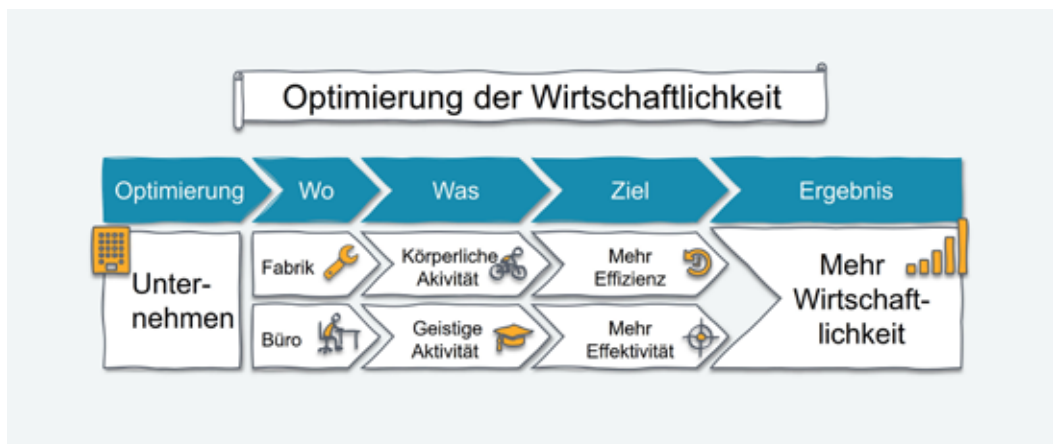 Optimierung der Wirtschaftlichkeit
Optimierung
Wo
Was
Ziel
Ergebnis
Unter-
nehmen
Fabrik
Körperliche
Akivität
Mehr
Effizienz
Büro
Geistige
Aktivität
Mehr
Effektivität
Mehr
Wirtschaft-
lichkeit